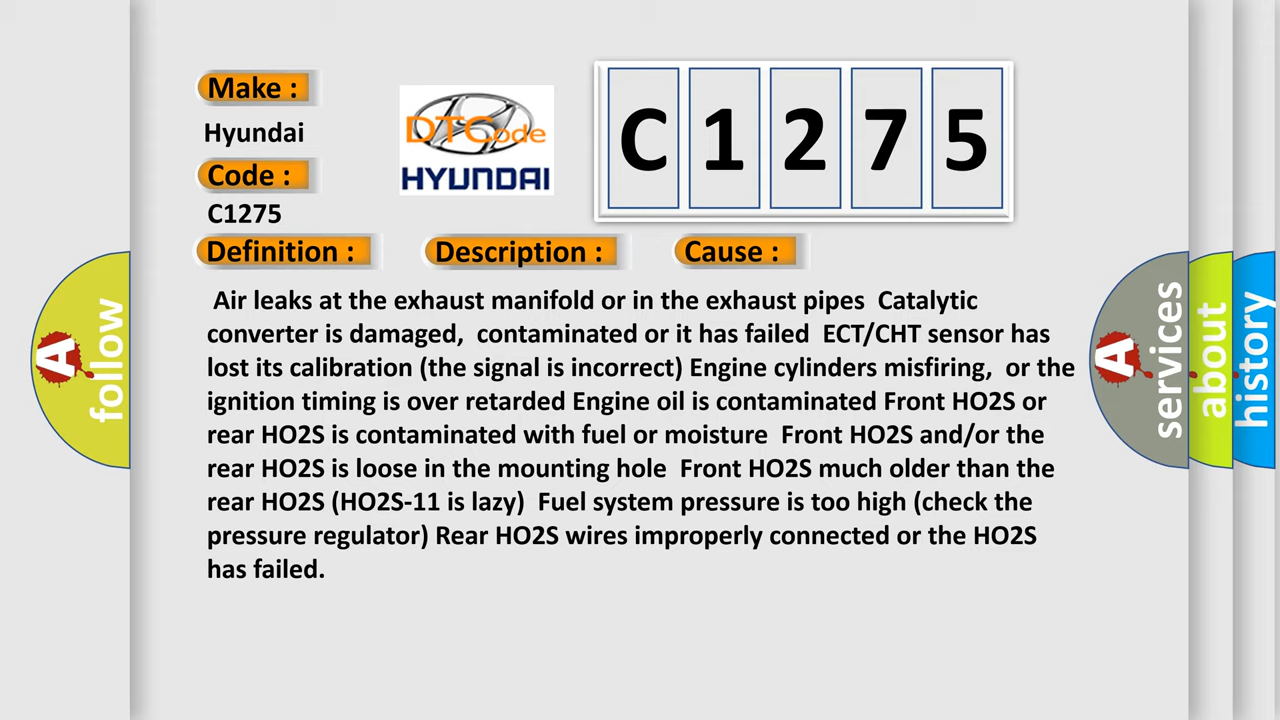 Make :
Hyundai
Code :
C1275
DTCode
HYUNDAI
C1275
Definition :
Description :
Cause :
Air leaks at the exhaust manifold or in the exhaust pipes Catalytic
converter is damaged, contaminated or it has failed ECT/CHT sensor has
lost its calibration (the signal is incorrect) Engine cylinders misfiring, or the
ignition timing is over retarded Engine oil is contaminated Front HO2S or
rear HO2S is contaminated with fuel or moisture Front HO2S and/or the
rear HO2S is loose in the mounting hole Front HO2S much older than the
rear HO2S (HO2S-11 is lazy) Fuel system pressure is too high (check the
pressure regulator) Rear HO2S wires improperly connected or the HO2S
has failed.
A follow
A services
about
history